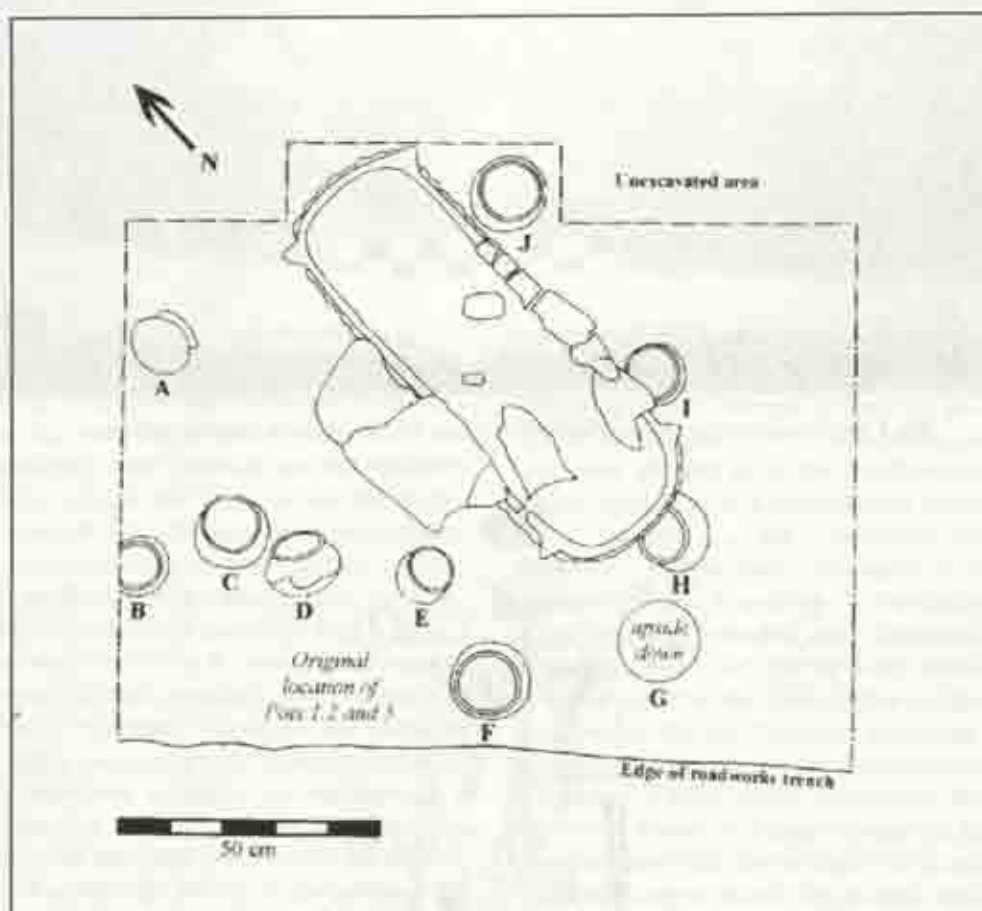 N
Unexcavated area
J
A
I
B
C
D
E
H
upside
down
G
Original
location of
Pots 1,2 and 3
F
Edge of roadworks trench
50 cm